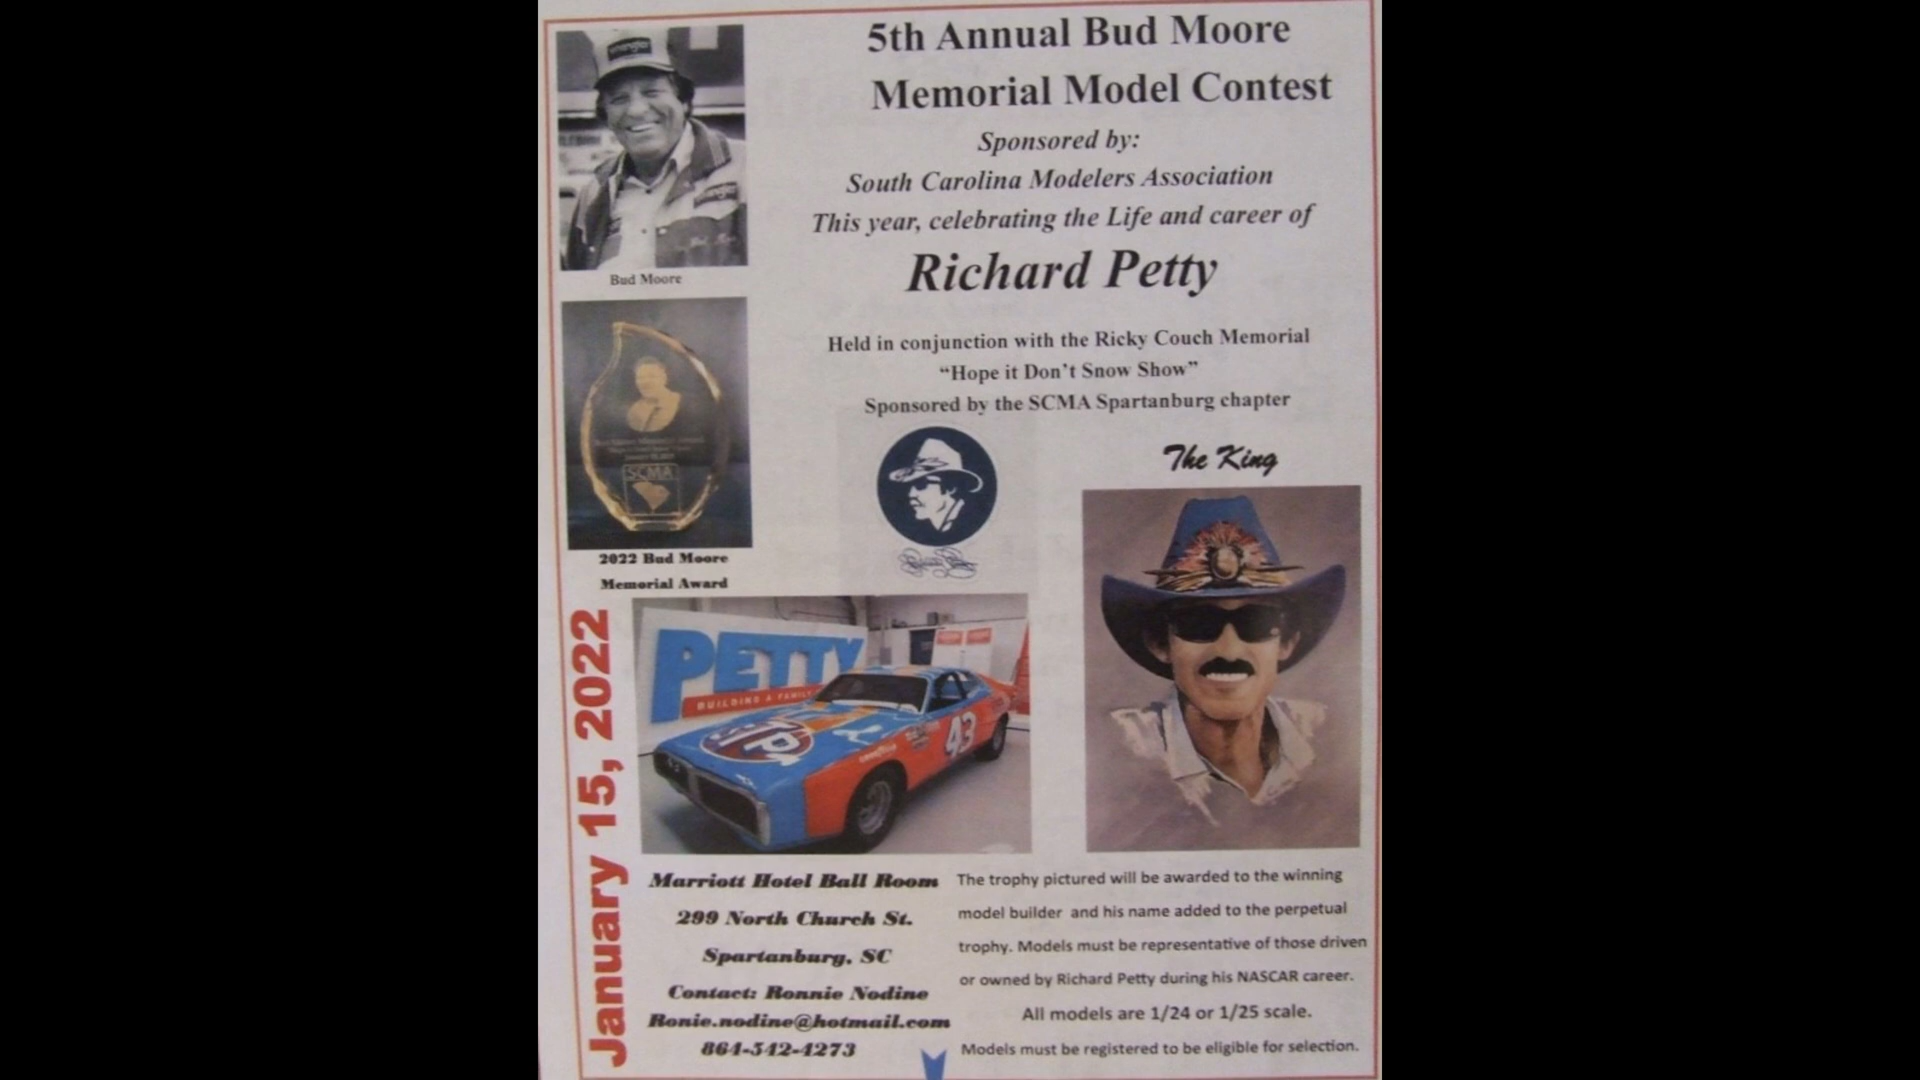 5th Annual Bud Moore
Memorial Model Contest
Sponsored by:
South Carolina Modelers Association
This year, celebrating the Life and career of
Richard Petty
Held in conjunction with the Ricky Couch Memorial
“Hope it Don’t Snow Show”
Sponsored by the SCMA Spartanburg chapter
wrangler
Bud Moore
SCMA
2022 Bud Moore
Memorial Award
The King
January 15, 2022
PETTY
BUILDING A FAMILY
STP
43
Marriott Hotel Ball Room
299 North Church St.
Spartanburg, SC
Contact: Ronnie Nodine
Ronie.nodine@hotmail.com
864-542-4273
The trophy pictured will be awarded to the winning
model builder and his name added to the perpetual
trophy. Models must be representative of those driven
or owned by Richard Petty during his NASCAR career.
All models are 1/24 or 1/25 scale.
Models must be registered to be eligible for selection.